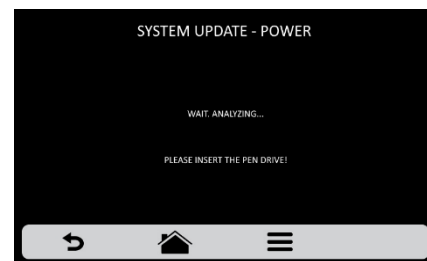 SYSTEM UPDATE - POWER
WAIT. ANALYZING...
PLEASE INSERT THE PEN DRIVE!